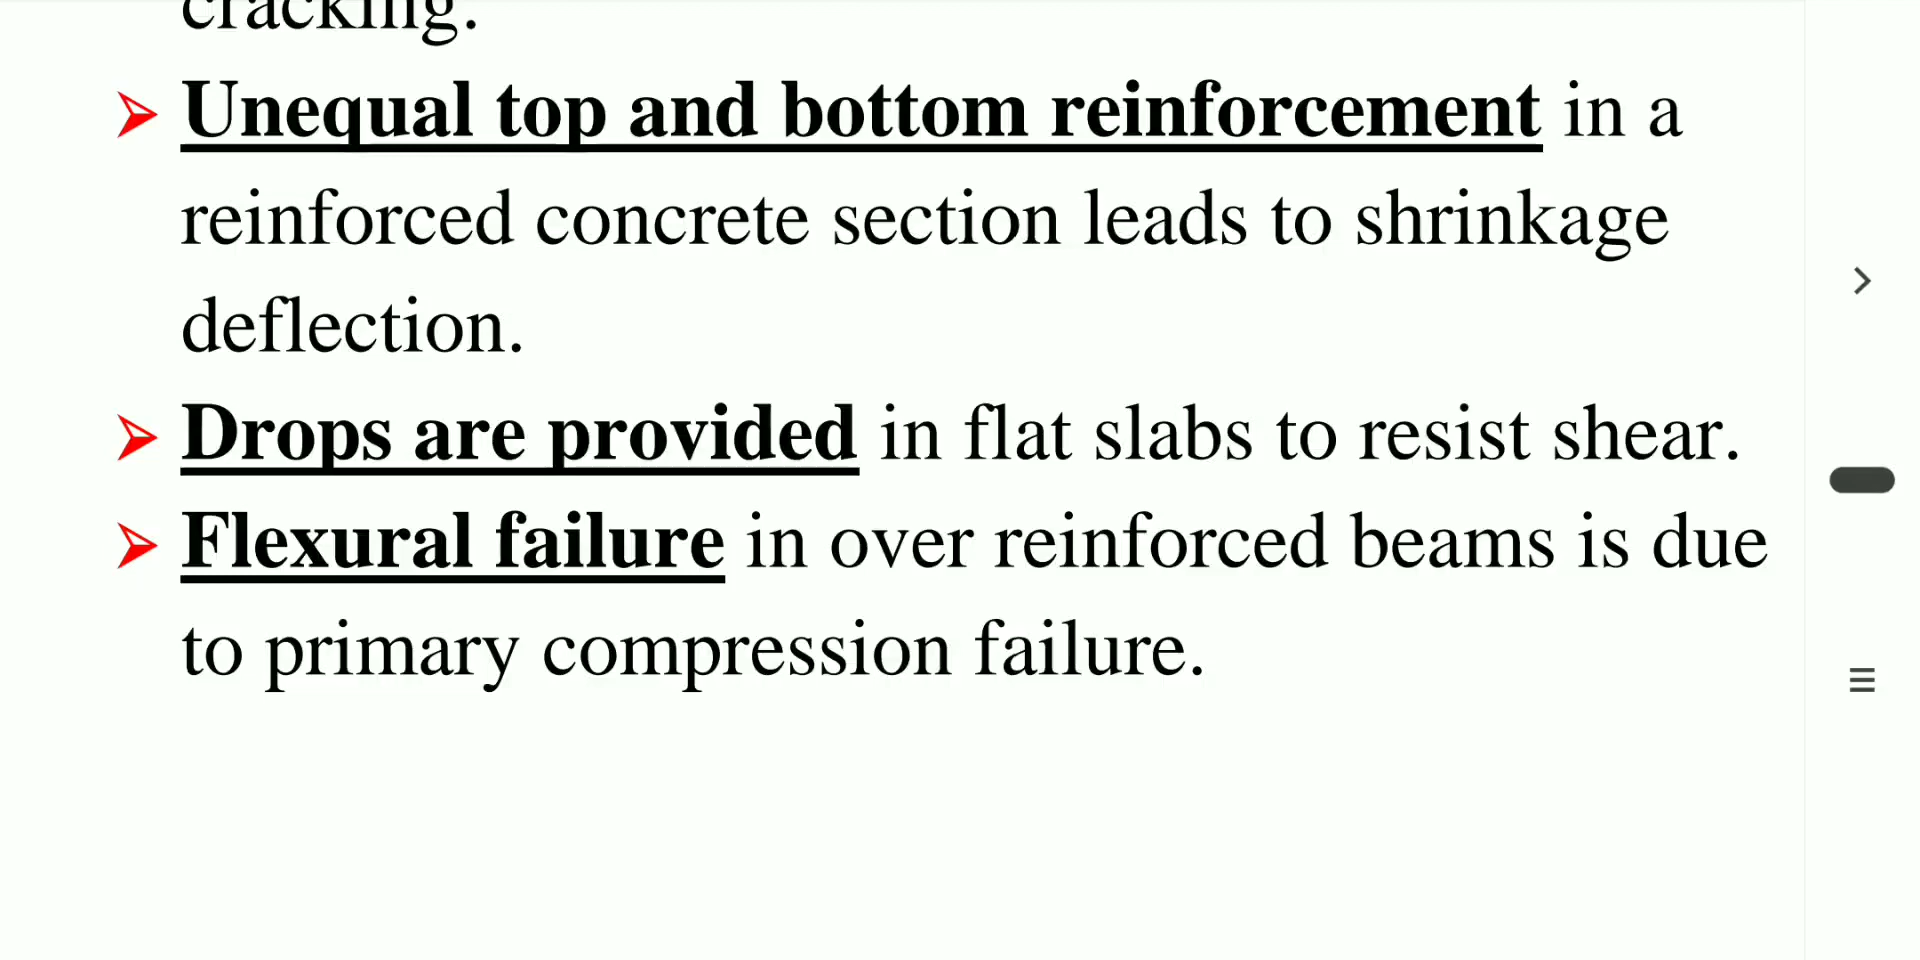 cracking.
➢ Unequal top and bottom reinforcement in a
reinforced concrete section leads to shrinkage
deflection.
➢ Drops are provided in flat slabs to resist shear.
➢ Flexural failure in over reinforced beams is due
to primary compression failure.